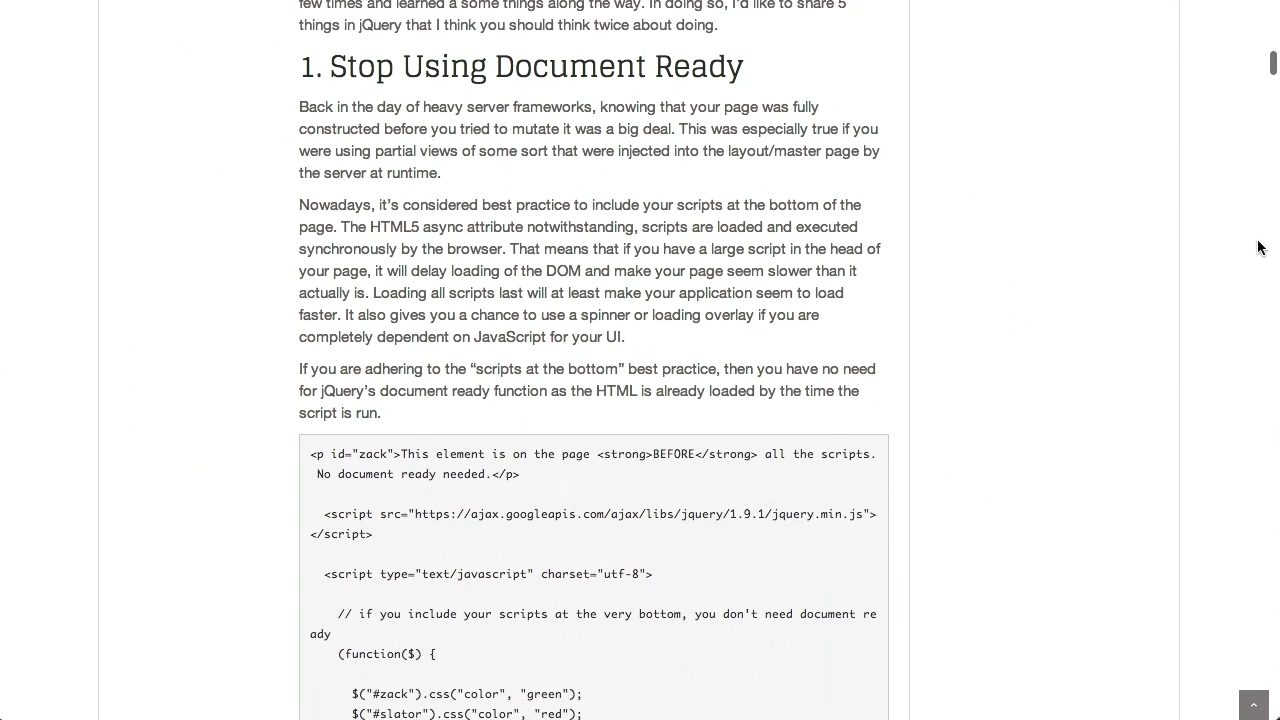 few times and learned a some things along the way. In doing so, I'd like to share 5
things in jQuery that I think you should think twice about doing.
1. Stop Using Document Ready
Back in the day of heavy server frameworks, knowing that your page was fully
constructed before you tried to mutate it was a big deal. This was especially true if you
were using partial views of some sort that were injected into the layout/master page by
the server at runtime.
Nowadays, it’s considered best practice to include your scripts at the bottom of the
page. The HTML5 async attribute notwithstanding, scripts are loaded and executed
synchronously by the browser. That means that if you have a large script in the head of
your page, it will delay loading of the DOM and make your page seem slower than it
actually is. Loading all scripts last will at least make your application seem to load
faster. It also gives you a chance to use a spinner or loading overlay if you are
completely dependent on JavaScript for your UI.
If you are adhering to the “scripts at the bottom” best practice, then you have no need
for jQuery’s document ready function as the HTML is already loaded by the time the
script is run.
<p id="zack">This element is on the page <strong>BEFORE</strong> all the scripts.
No document ready needed.</p>
<script src="https://ajax.googleapis.com/ajax/libs/jquery/1.9.1/jquery.min.js">
</script>
<script type="text/javascript" charset="utf-8">
// if you include your scripts at the very bottom, you don't need document re
ady
(function($) {
$("#zack").css("color", "green");
$("#slator").css("color", "red");